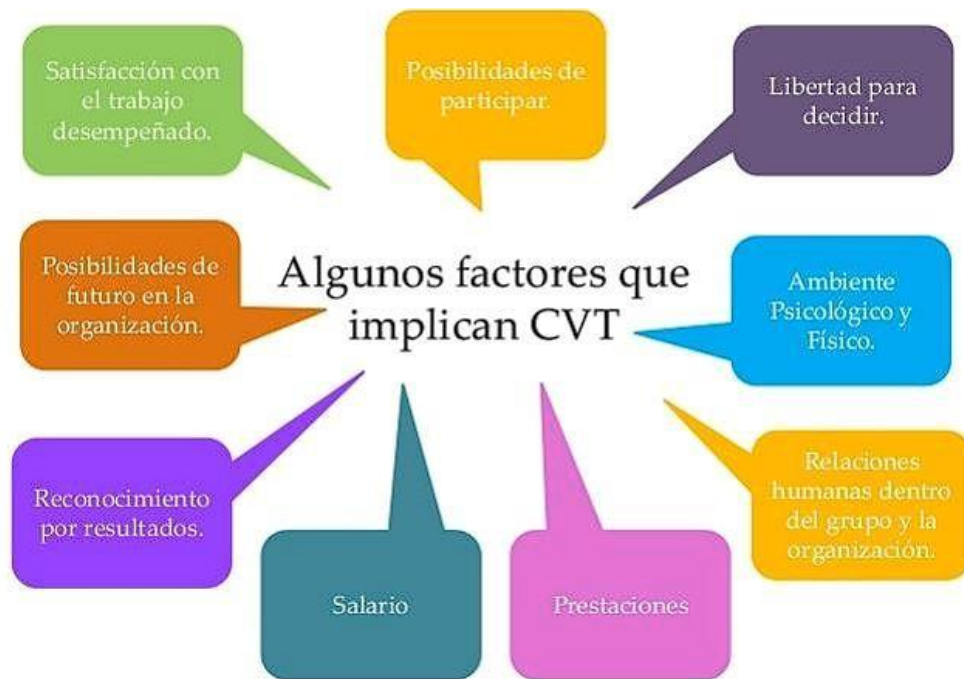 Satisfacción con
el trabajo
desempeñado.
Posibilidades de
participar.
Libertad para
decidir.
Posibilidades de
futuro en la
organización.
Algunos factores que
implican CVT
Ambiente
Psicológico y
Físico.
Reconocimiento
por resultados.
Salario
Prestaciones
Relaciones
humanas dentro
del grupo y la
organización.